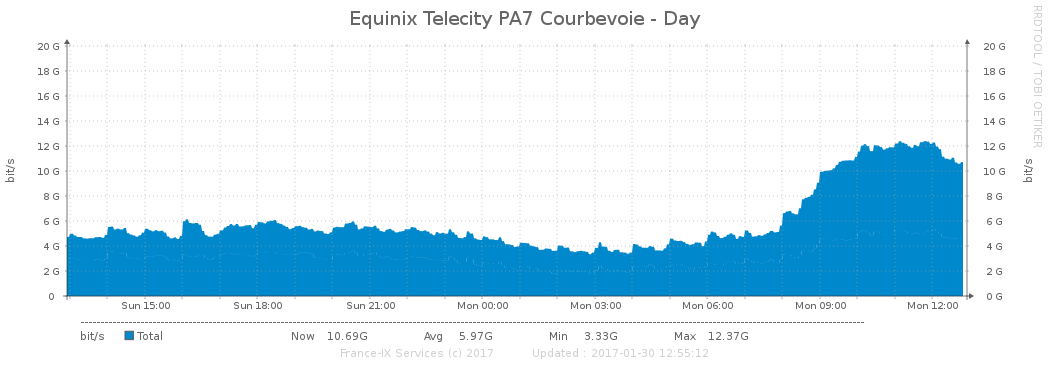 Equinix Telecity PA7 Courbevoie - Day
RRDTOOL / TOBI OETIKER
bit/s
20 G 20 G
18 G 18 G
16 G 16 G
14 G 14 G
12 G 12 G
10 G 10 G
8 G 8 G
6 G 6 G
4 G 4 G
2 G 2 G
0 0 G
bit/s
Sun 15:00 Sun 18:00 Sun 21:00 Mon 00:00 Mon 03:00 Mon 06:00 Mon 09:00 Mon 12:00
bit/s Total Now 10.69G Avg 5.97G Min 3.33G Max 12.37G
France-IX Services (c) 2017 Updated : 2017-01-30 12:55:12